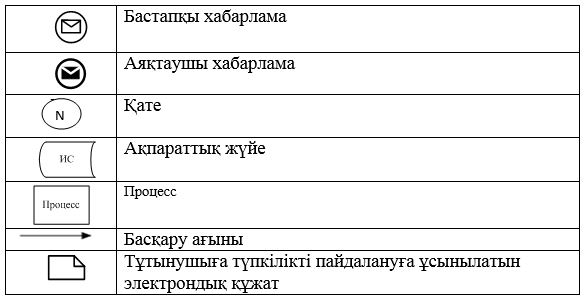 Бастапқы хабарлама
Аяқтаушы хабарлама
N
Қате
ИС
Ақпараттық жүйе
Процесс
Процесс
Басқару ағыны
Тұтынушыға түпкілікті пайдалануға ұсынылатын
электрондық құжат